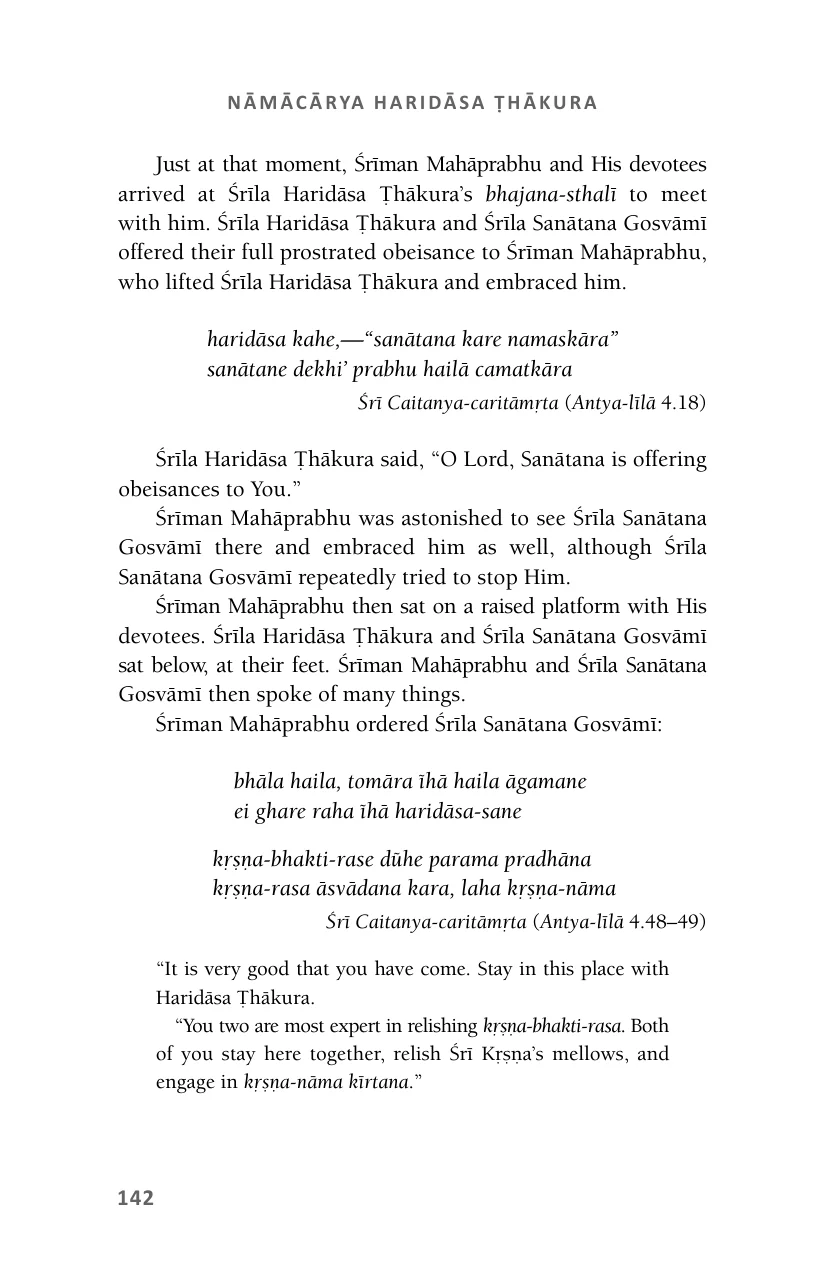 NĀMĀCĀRYA HARIDĀSA ṬHĀKURA
Just at that moment, Śrīman Mahāprabhu and His devotees
arrived at Śrīla Haridāsa Ṭhākura’s bhajana-sthalī to meet
with him. Śrīla Haridāsa Ṭhākura and Śrīla Sanātana Gosvāmī
offered their full prostrated obeisance to Śrīman Mahāprabhu,
who lifted Śrīla Haridāsa Ṭhākura and embraced him.
haridāsa kahe,—“sanātana kare namaskāra”
sanātane dekhi’ prabhu hailā camatkāra
Śrī Caitanya-caritāmṛta (Antya-līlā 4.18)
Śrīla Haridāsa Ṭhākura said, “O Lord, Sanātana is offering
obeisances to You.”
Śrīman Mahāprabhu was astonished to see Śrīla Sanātana
Gosvāmī there and embraced him as well, although Śrīla
Sanātana Gosvāmī repeatedly tried to stop Him.
Śrīman Mahāprabhu then sat on a raised platform with His
devotees. Śrīla Haridāsa Ṭhākura and Śrīla Sanātana Gosvāmī
sat below, at their feet. Śrīman Mahāprabhu and Śrīla Sanātana
Gosvāmī then spoke of many things.
Śrīman Mahāprabhu ordered Śrīla Sanātana Gosvāmī:
bhāla haila, tomāra īhā haila āgamane
ei ghare raha īhā haridāsa-sane
kṛṣṇa-bhakti-rase dūhe parama pradhāna
kṛṣṇa-rasa āsvādana kara, laha kṛṣṇa-nāma
Śrī Caitanya-caritāmṛta (Antya-līlā 4.48–49)
“It is very good that you have come. Stay in this place with
Haridāsa Ṭhākura.
“You two are most expert in relishing kṛṣṇa-bhakti-rasa. Both
of you stay here together, relish Śrī Kṛṣṇa’s mellows, and
engage in kṛṣṇa-nāma kīrtana.”
142